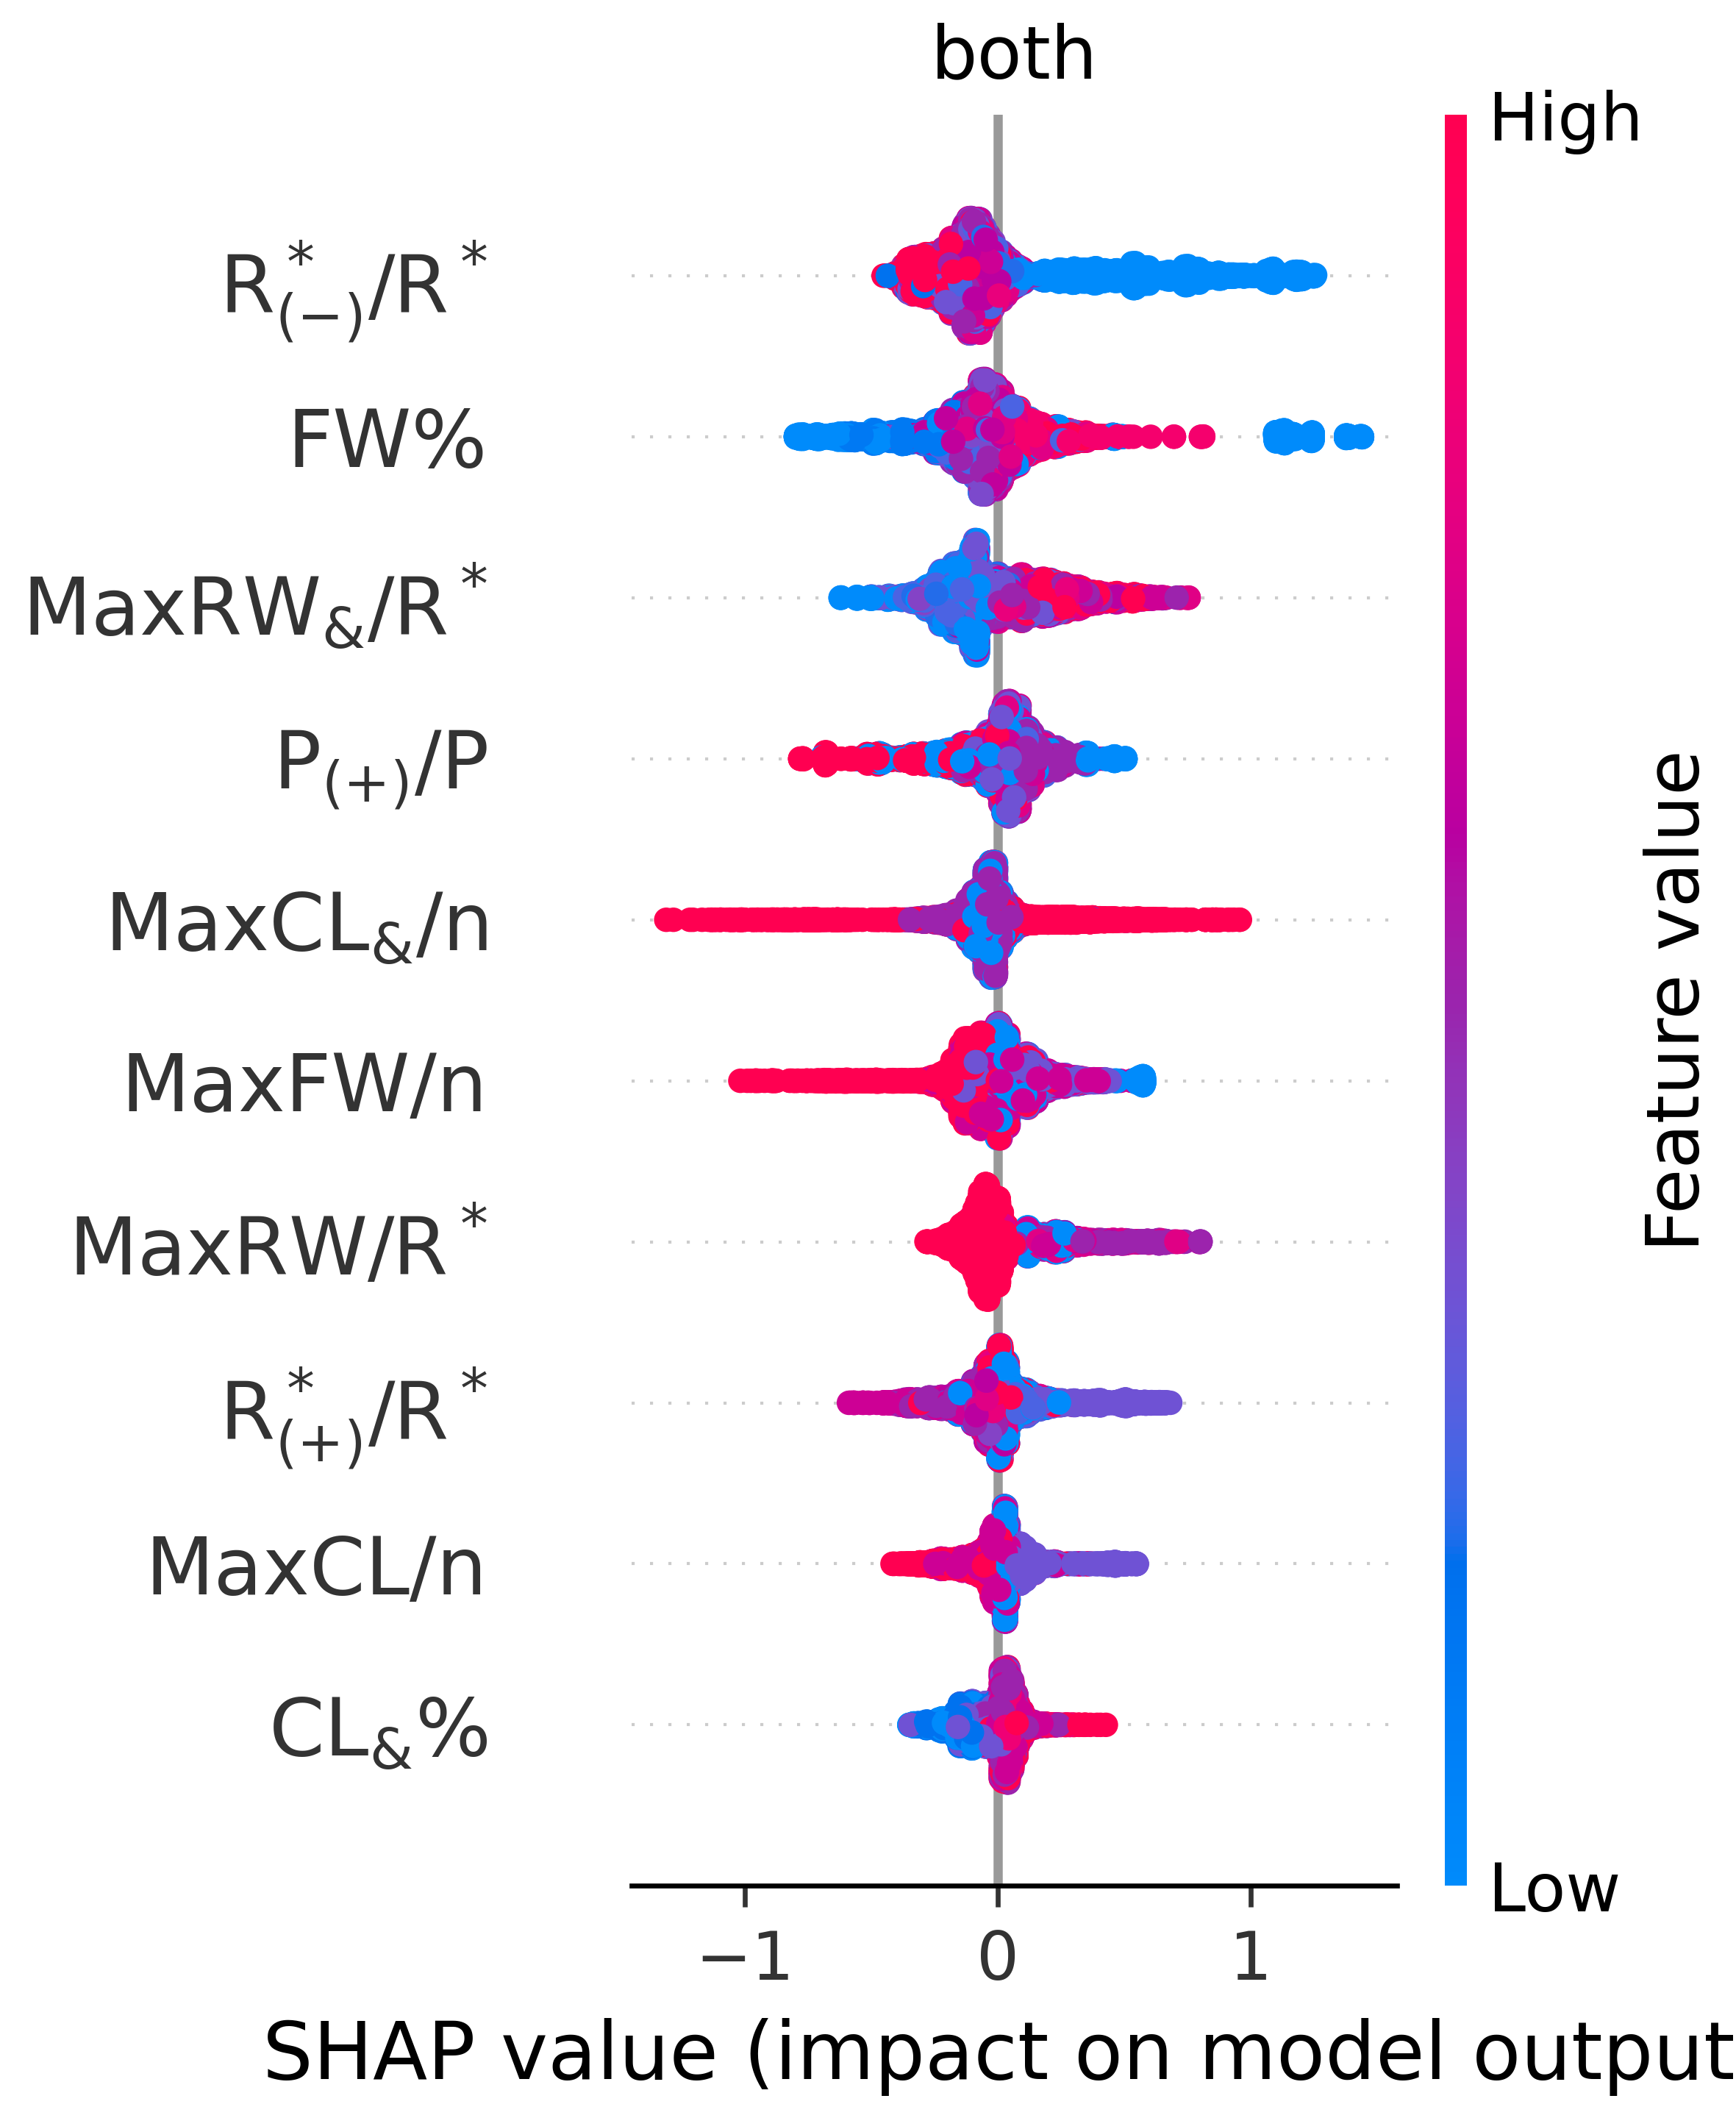 both
High
R*(−)/R*
FW%
MaxRW&/R*
P(+)/P
MaxCL&/n
MaxFW/n
MaxRW/R*
R*(+)/R*
MaxCL/n
CL&%
Feature value
Low
−1 0 1
SHAP value (impact on model output